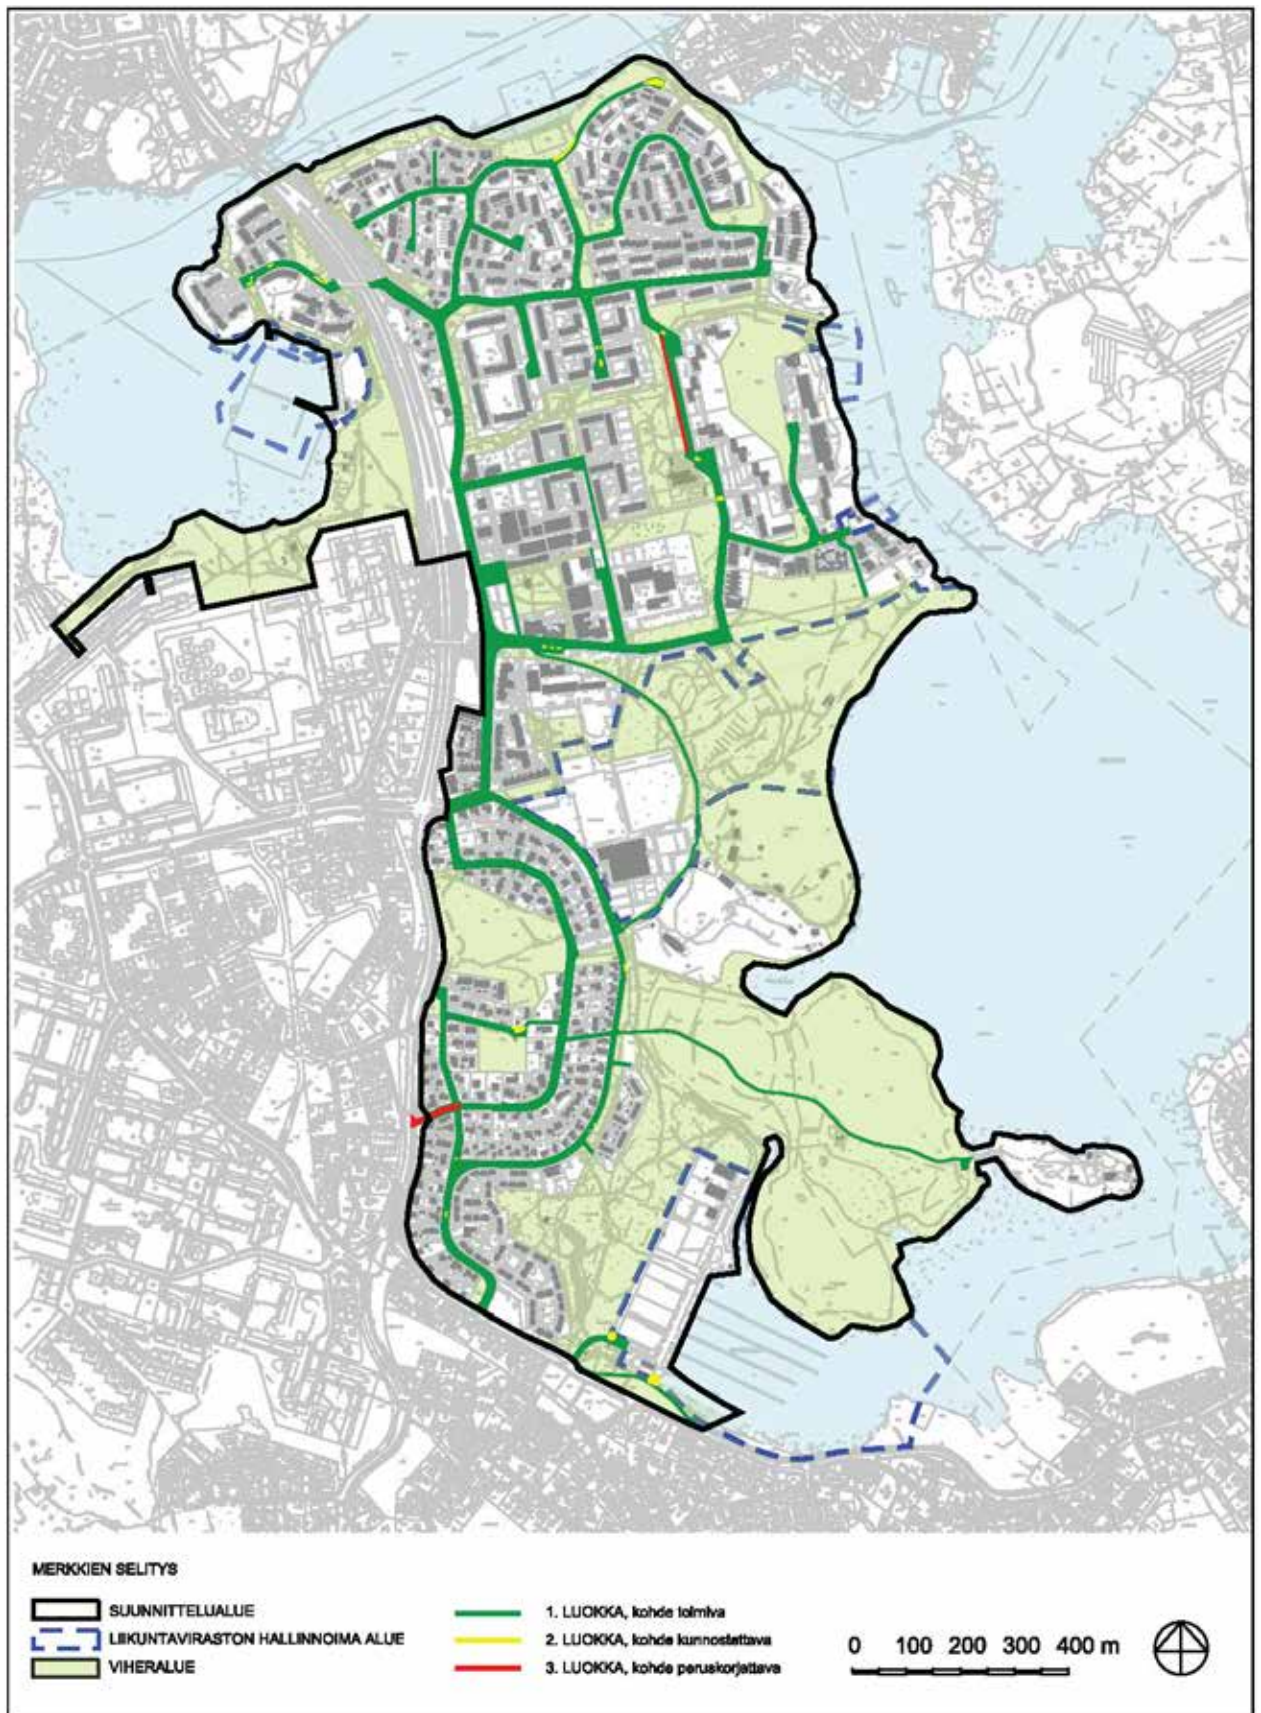 MERKKIEN SELITYS
SUUNNITTELUALUE
LIIKUNTAVIRASTON HALLINNOIMA ALUE
VIHERALUE
1. LUOKKA, kohde toimiva
2. LUOKKA, kohde kunnostettava
3. LUOKKA, kohde peruskorjattava
0 100 200 300 400 m